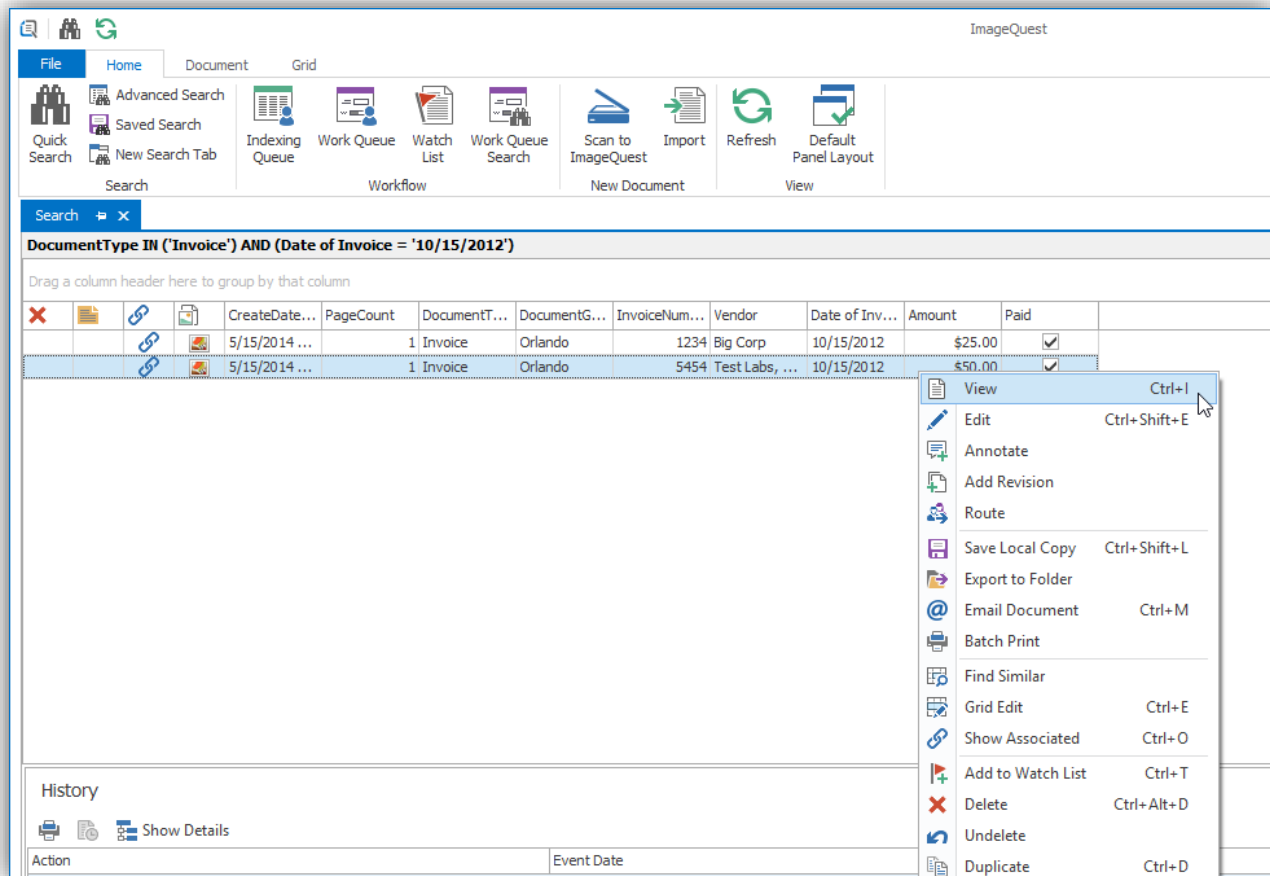 ImageQuest
File Home Document Grid
Quick Search
Advanced Search
Saved Search
New Search Tab
Indexing Queue
Work Queue
Watch List
Work Queue Search
Scan to ImageQuest
Import
Refresh
Default Panel Layout
Search Workflow New Document View
Search
DocumentType IN ('Invoice') AND (Date of Invoice = '10/15/2012')
Drag a column header here to group by that column
CreateDate... PageCount DocumentT... DocumentG... InvoiceNum... Vendor Date of Inv... Amount Paid
5/15/2014 ... 1 Invoice Orlando 1234 Big Corp 10/15/2012 $25.00
5/15/2014 ... 1 Invoice Orlando 5454 Test Labs, ... 10/15/2012 $50.00
View Ctrl+I
Edit Ctrl+Shift+E
Annotate
Add Revision
Route
Save Local Copy Ctrl+Shift+L
Export to Folder
Email Document Ctrl+M
Batch Print
Find Similar
Grid Edit Ctrl+E
Show Associated Ctrl+O
Add to Watch List Ctrl+T
Delete Ctrl+Alt+D
Undelete
Duplicate Ctrl+D
History
Show Details
Action Event Date